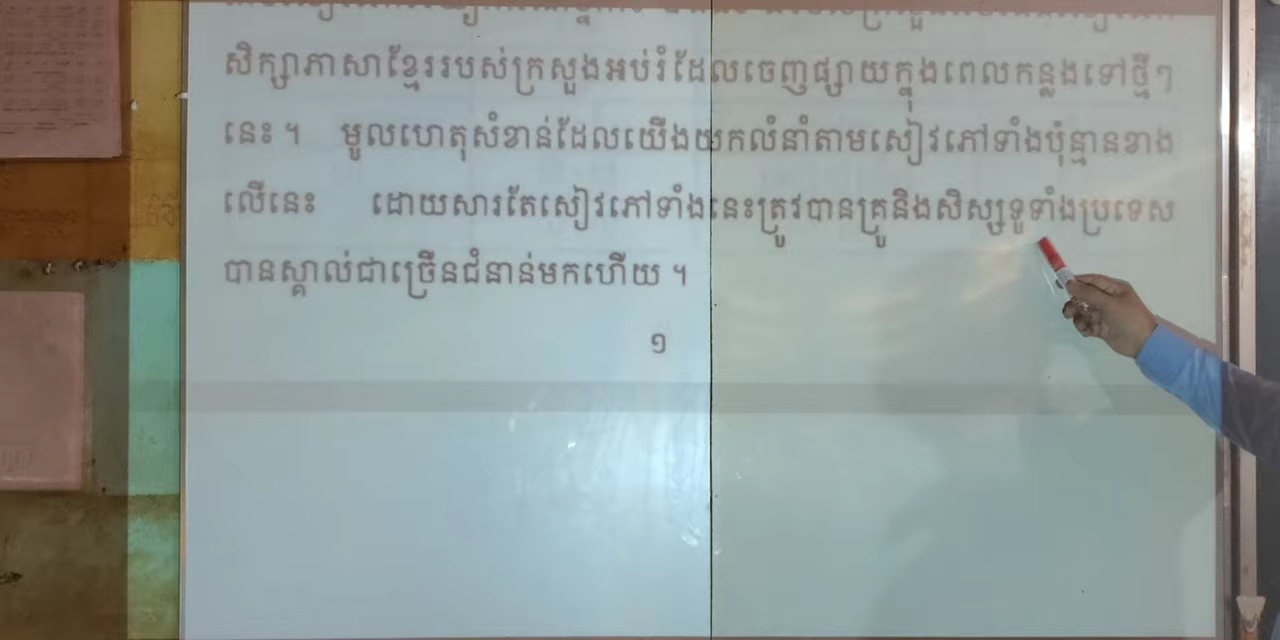 សិក្សាភាសាខ្មែររបស់ក្រសួងអប់រំដែលចេញផ្សាយក្នុងពេលកន្លងទៅថ្មីៗ
នេះ ។ មូលហេតុសំខាន់ដែលយើងយកលំនាំតាមសៀវភៅទាំងប៉ុន្មានខាង
លើនេះ ដោយសារតែសៀវភៅទាំងនេះត្រូវបានគ្រូនិងសិស្សទូទាំងប្រទេស
បានស្គាល់ជាច្រើនជំនាន់មកហើយ ។
១